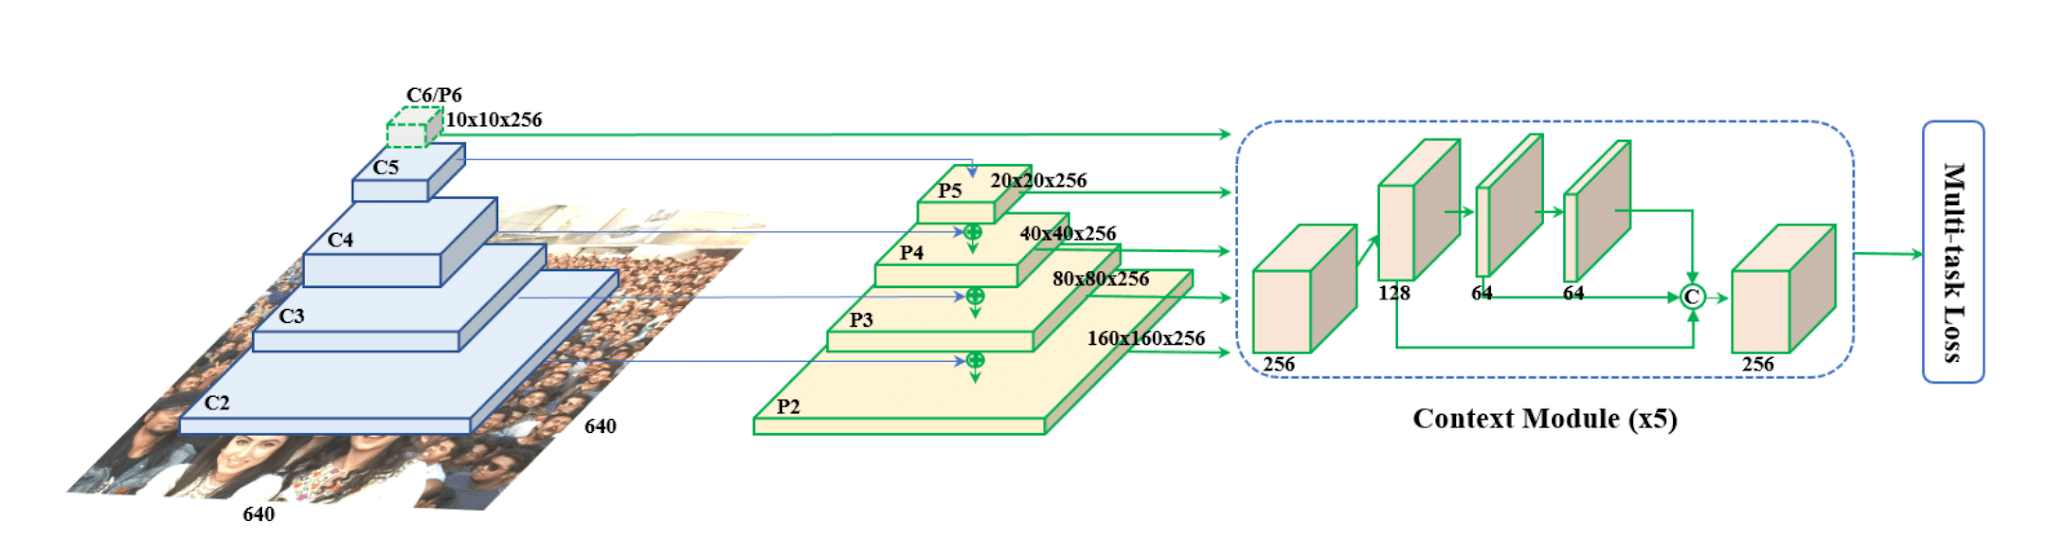 C6/P6
10x10x256
C5
C4
C3
C2
640
640
P5
20x20x256
P4
40x40x256
P3
80x80x256
P2
160x160x256
256
128
64
64
C
256
Context Module (x5)
Multi-task Loss